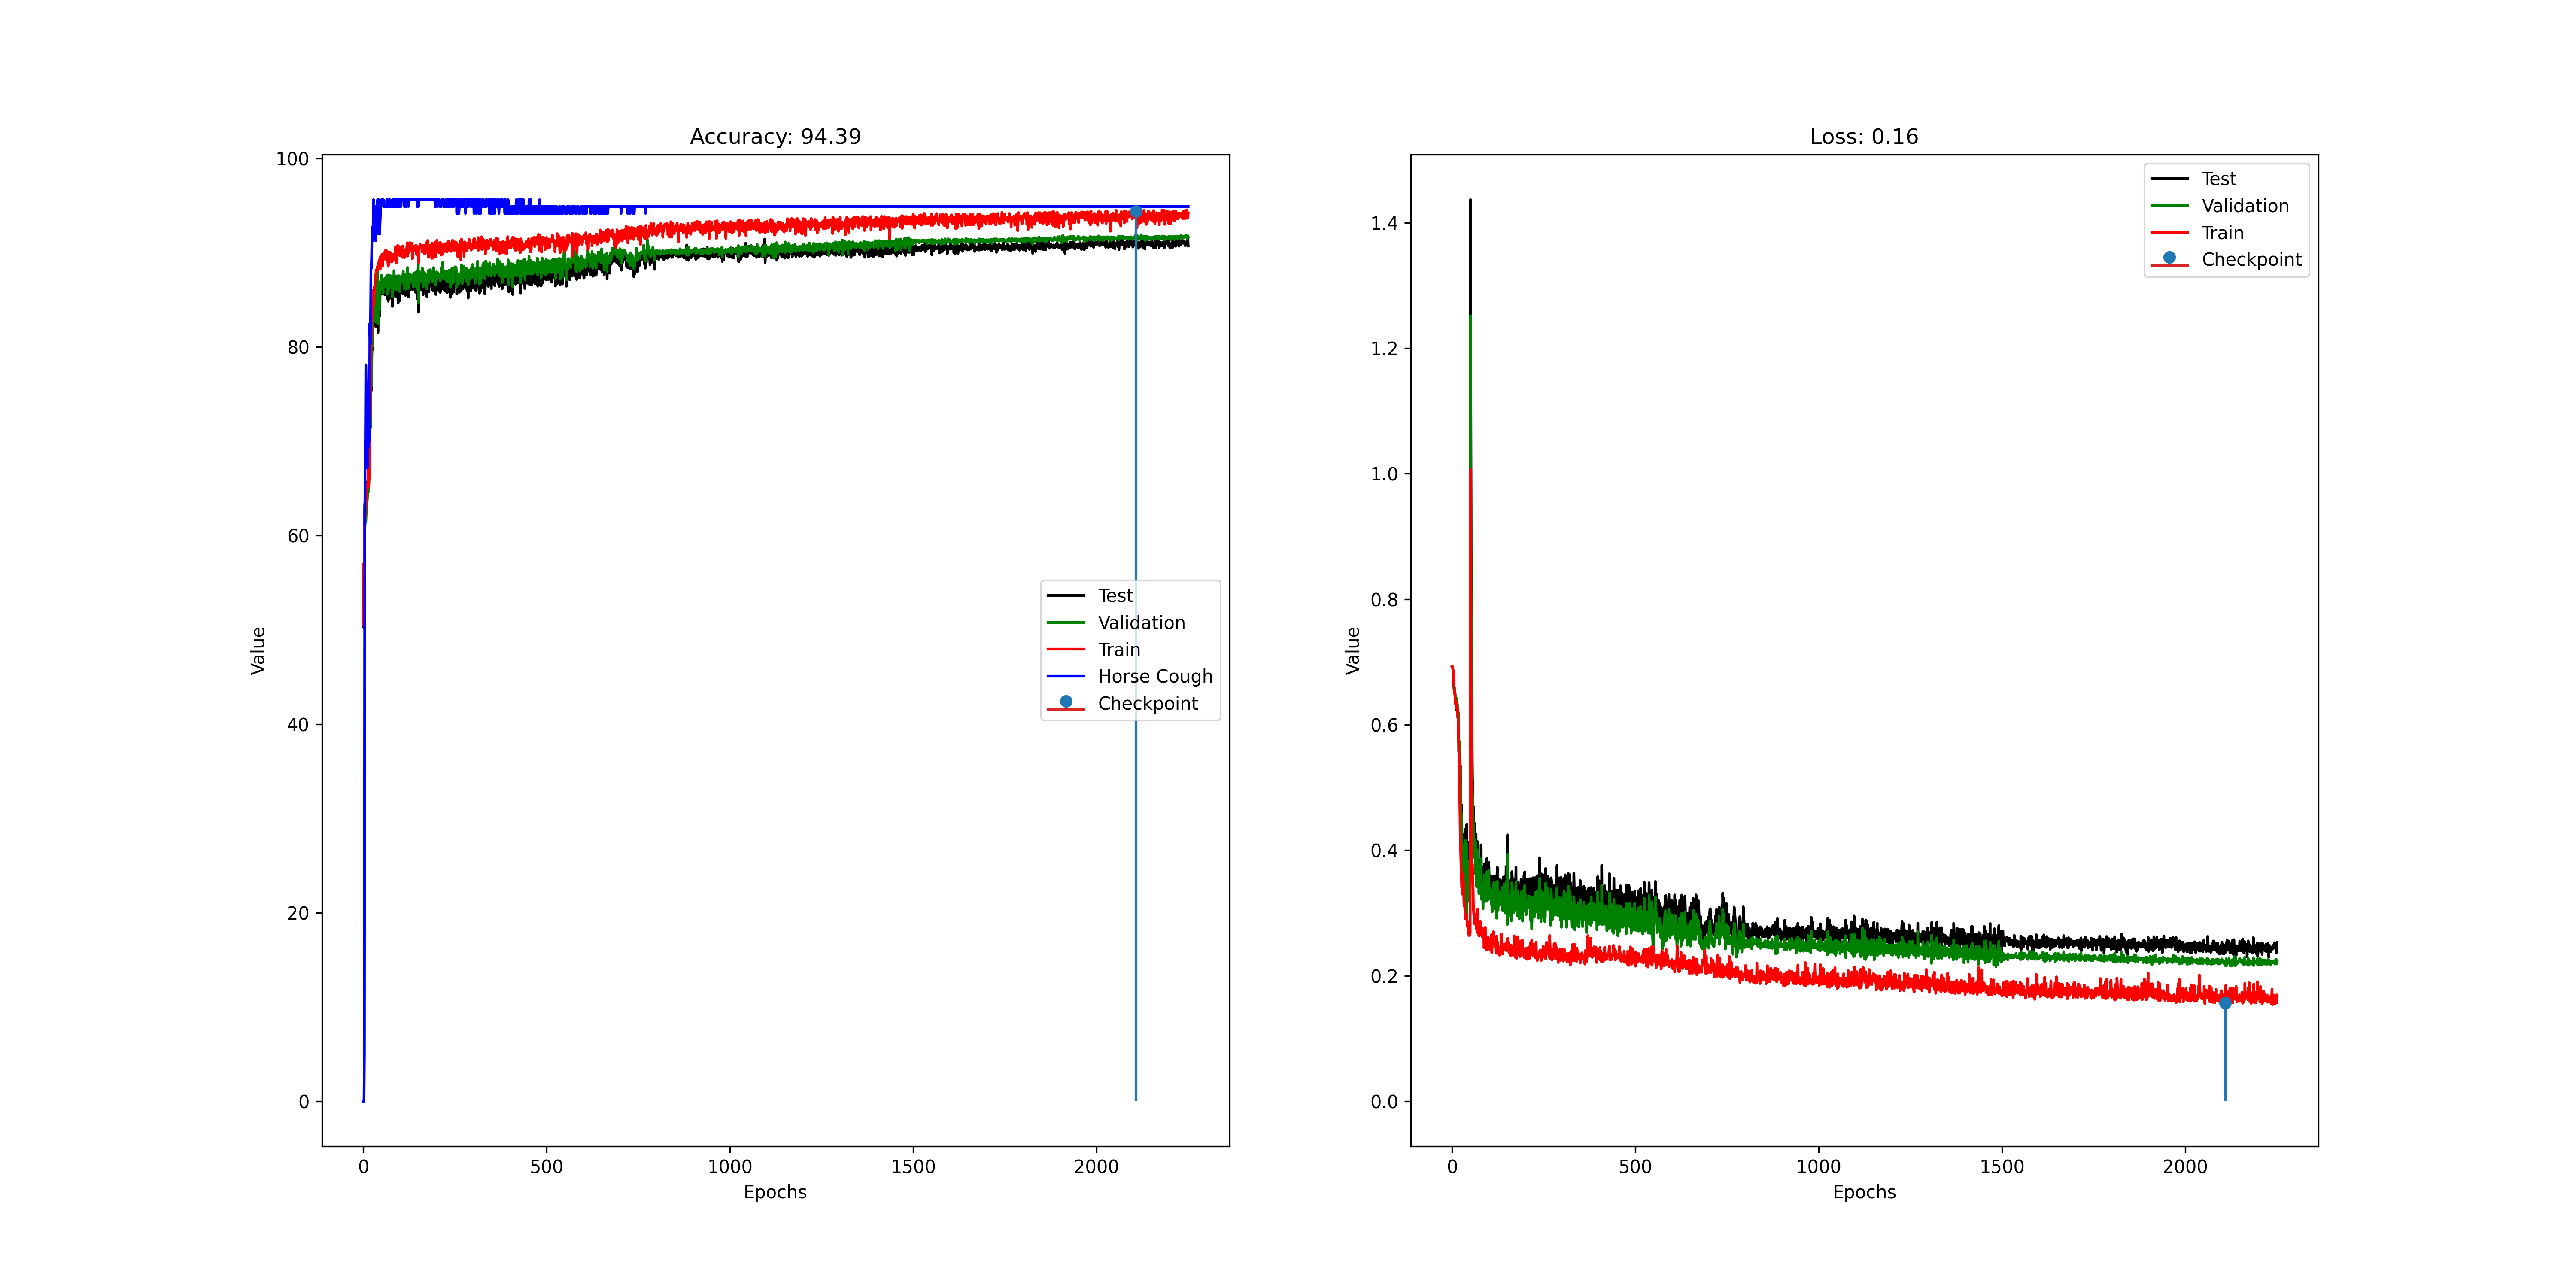 Accuracy: 94.39
100
80
60
40
20
0
Value
0 500 1000 1500 2000
Epochs
Test
Validation
Train
Horse Cough
Checkpoint
Loss: 0.16
1.4
1.2
1.0
0.8
0.6
0.4
0.2
0.0
Value
0 500 1000 1500 2000
Epochs
Test
Validation
Train
Checkpoint